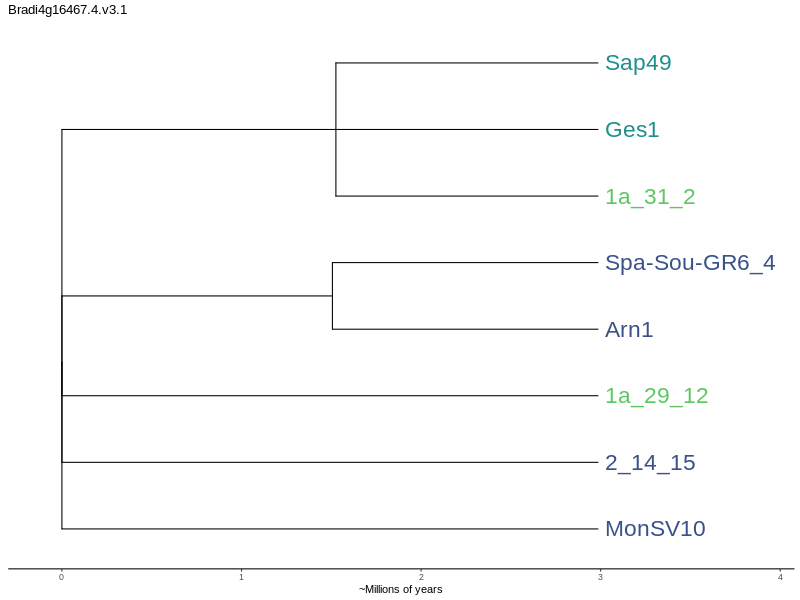 Bradi4g16467.4.v3.1
Sap49
Ges1
1a_31_2
Spa-Sou-GR6_4
Arn1
1a_29_12
2_14_15
MonSV10
0 1 2 3 4
~Millions of years